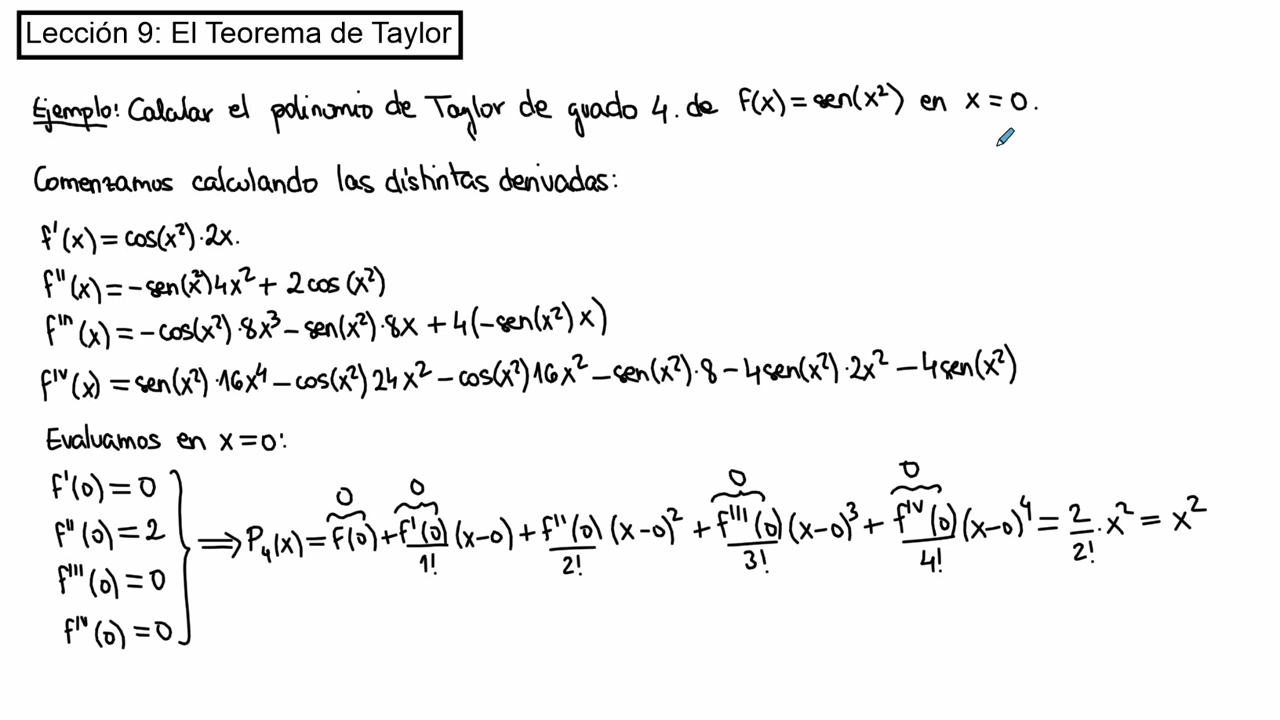 Lección 9: El Teorema de Taylor
Ejemplo: Calcular el polinomio de Taylor de grado 4. de f(x) = sen(x²) en x = 0.
Comenzamos calculando las distintas derivadas:
f'(x) = cos(x²)·2x.
f''(x) = -sen(x²)4x² + 2cos(x²)
f'''(x) = -cos(x²)·8x³ - sen(x²)·8x + 4(-sen(x²)x)
f^IV(x) = sen(x²)·16x⁴ - cos(x²)24x² - cos(x²)16x² - sen(x²)·8 - 4sen(x²)·2x² - 4sen(x²)
Evaluamos en x = 0:
f'(0) = 0
f''(0) = 2
f'''(0) = 0
f^IV(0) = 0
0 0 0 0
⟹ P₄(x) = f(0) + f'(0)/1! (x-0) + f''(0)/2! (x-0)² + f'''(0)/3! (x-0)³ + f^IV(0)/4! (x-0)⁴ = 2/2!·x² = x²